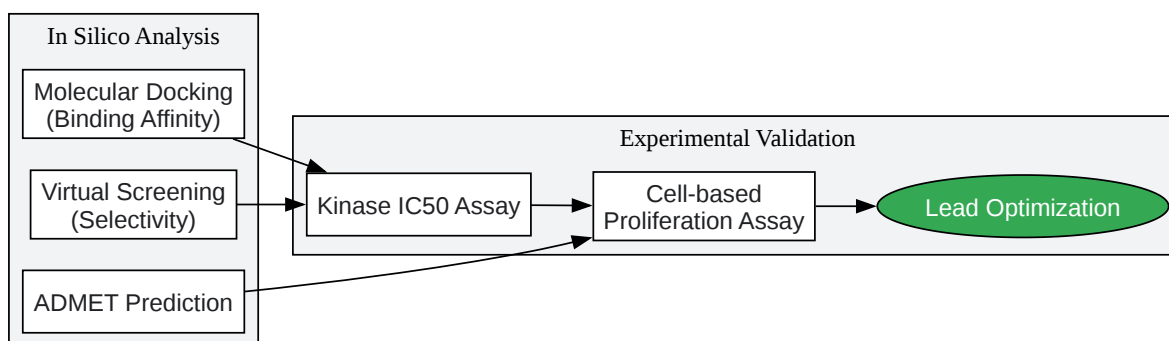 In Silico Analysis
Molecular Docking
(Binding Affinity)
Virtual Screening
(Selectivity)
ADMET Prediction
Experimental Validation
Kinase IC50 Assay
Cell-based
Proliferation Assay
Lead Optimization